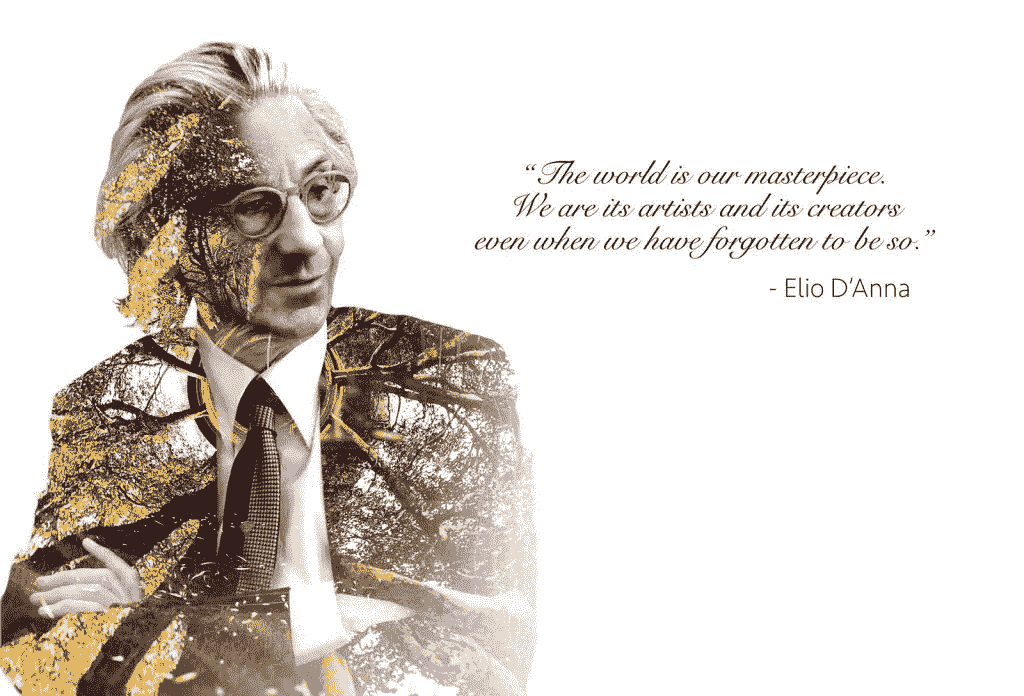 “The world is our masterpiece.
We are its artists and its creators
even when we have forgotten to be so.”
- Elio D’Anna